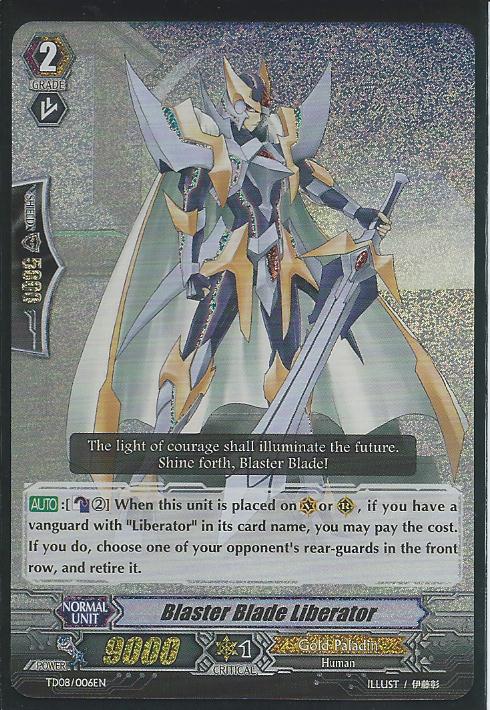 2
GRADE
SHIELD
5000
The light of courage shall illuminate the future.
Shine forth, Blaster Blade!
AUTO:[②] When this unit is placed on or , if you have a
vanguard with "Liberator" in its card name, you may pay the cost.
If you do, choose one of your opponent's rear-guards in the front
row, and retire it.
NORMAL
UNIT
Blaster Blade Liberator
POWER 9000 1 CRITICAL
Gold Paladin
Human
TD08/006EN
ILLUST / 伊藤彰